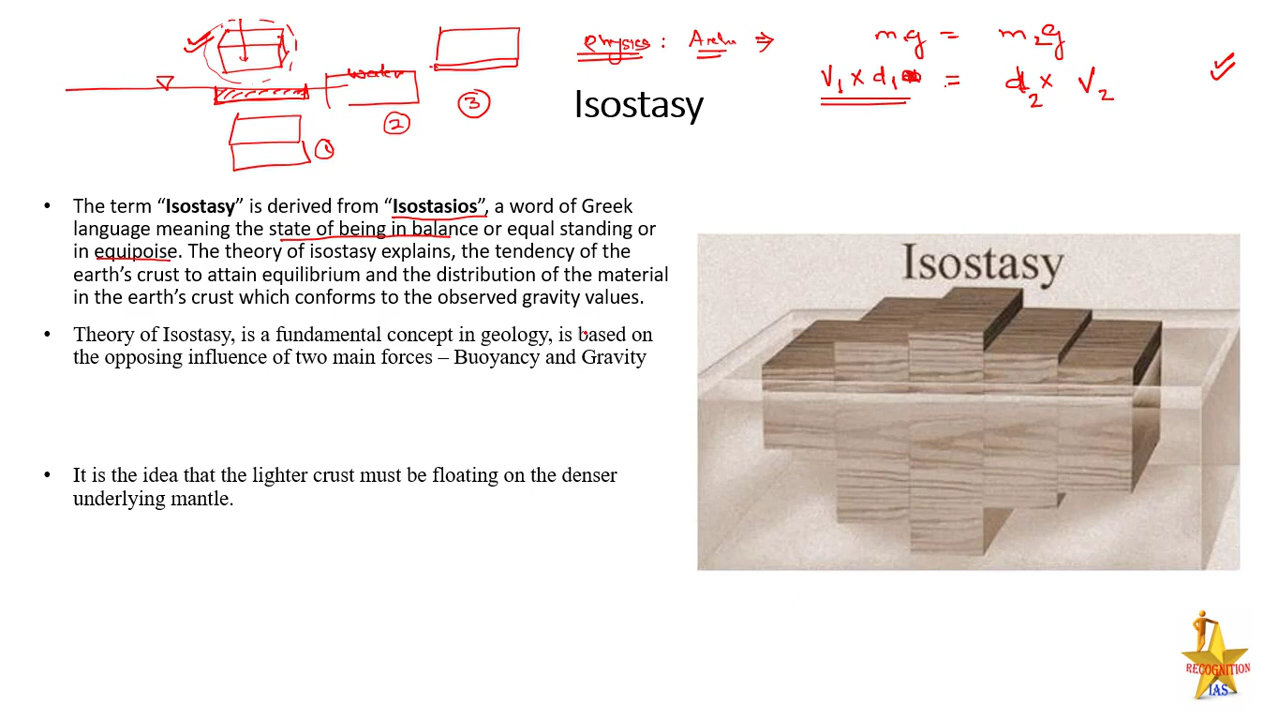 water
①
②
③
Physics : Arch ⇒ mg = m₂g
V₁ × d₁ = d₂ × V₂
Isostasy
• The term “Isostasy” is derived from “Isostasios”, a word of Greek
language meaning the state of being in balance or equal standing or
in equipoise. The theory of isostasy explains, the tendency of the
earth’s crust to attain equilibrium and the distribution of the material
in the earth’s crust which conforms to the observed gravity values.
• Theory of Isostasy, is a fundamental concept in geology, is based on
the opposing influence of two main forces – Buoyancy and Gravity
• It is the idea that the lighter crust must be floating on the denser
underlying mantle.
Isostasy
RECOGNITION
IAS